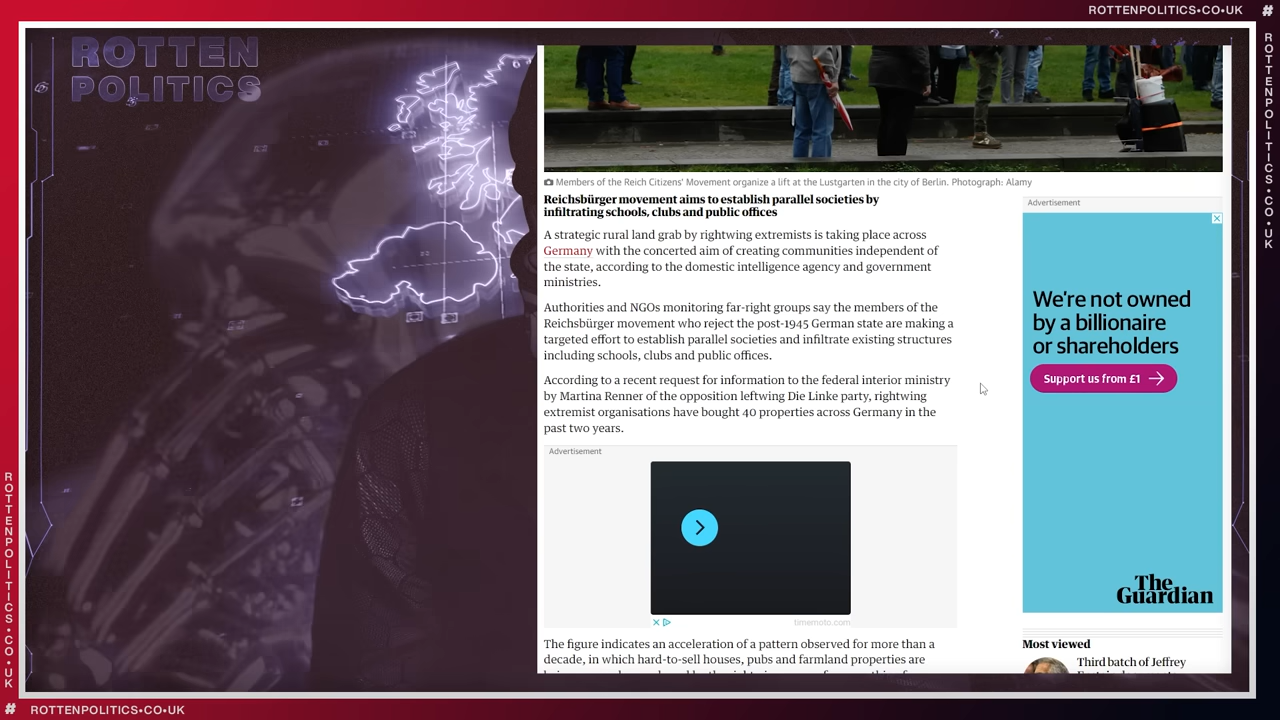 ROTTENPOLITICS•CO•UK #
ROTTEN
POLITICS
ROTTENPOLITICS•CO•UK
Members of the Reich Citizens' Movement organize a lift at the Lustgarten in the city of Berlin. Photograph: Alamy
Reichsbürger movement aims to establish parallel societies by
infiltrating schools, clubs and public offices
A strategic rural land grab by rightwing extremists is taking place across
Germany with the concerted aim of creating communities independent of
the state, according to the domestic intelligence agency and government
ministries.
Authorities and NGOs monitoring far-right groups say the members of the
Reichsbürger movement who reject the post-1945 German state are making a
targeted effort to establish parallel societies and infiltrate existing structures
including schools, clubs and public offices.
According to a recent request for information to the federal interior ministry
by Martina Renner of the opposition leftwing Die Linke party, rightwing
extremist organisations have bought 40 properties across Germany in the
past two years.
Advertisement
timemoto.com
The figure indicates an acceleration of a pattern observed for more than a
decade, in which hard-to-sell houses, pubs and farmland properties are
Advertisement
We're not owned
by a billionaire
or shareholders
Support us from £1
The
Guardian
Most viewed
Third batch of Jeffrey
ROTTENPOLITICS•CO•UK
# ROTTENPOLITICS•CO•UK